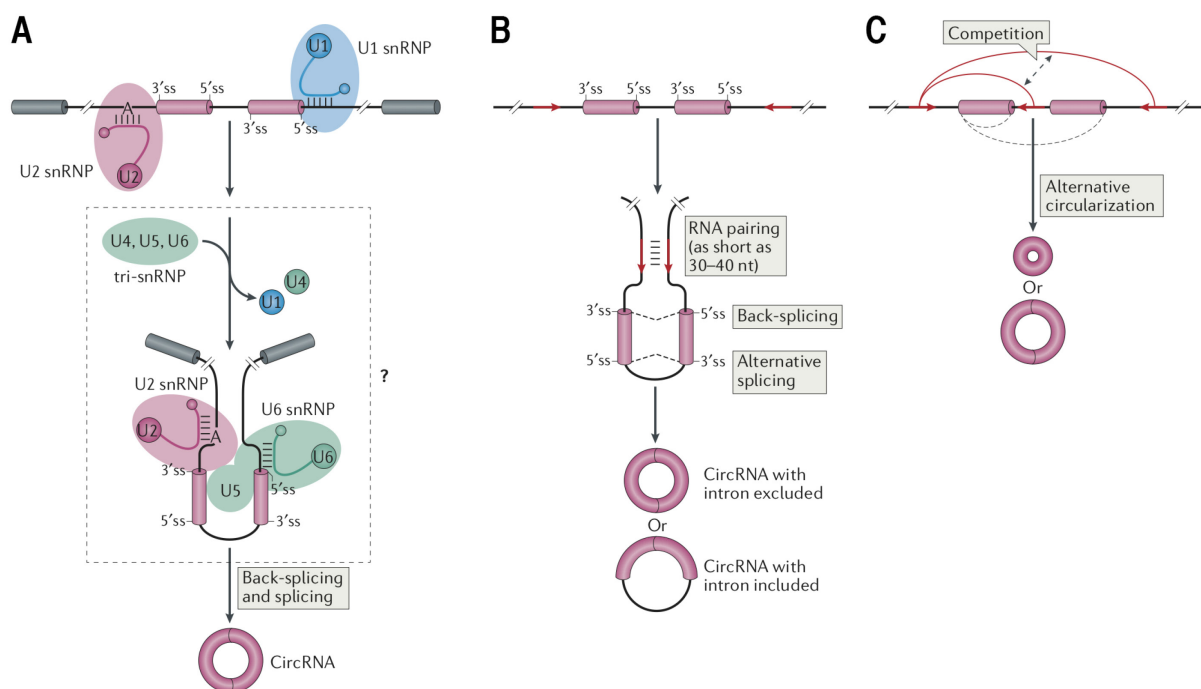 A
U1
U1 snRNP
3′ss
5′ss
A
3′ss
5′ss
U2 snRNP
U2
U4, U5, U6
tri-snRNP
U4
U1
?
U2 snRNP
U6 snRNP
U2
A
U6
3′ss
U5
5′ss
5′ss
3′ss
Back-splicing
and splicing
CircRNA
B
3′ss
5′ss
3′ss
5′ss
RNA pairing
(as short as
30–40 nt)
3′ss
5′ss
Back-splicing
5′ss
3′ss
Alternative
splicing
CircRNA with
intron excluded
Or
CircRNA with
intron included
C
Competition
Alternative
circularization
Or